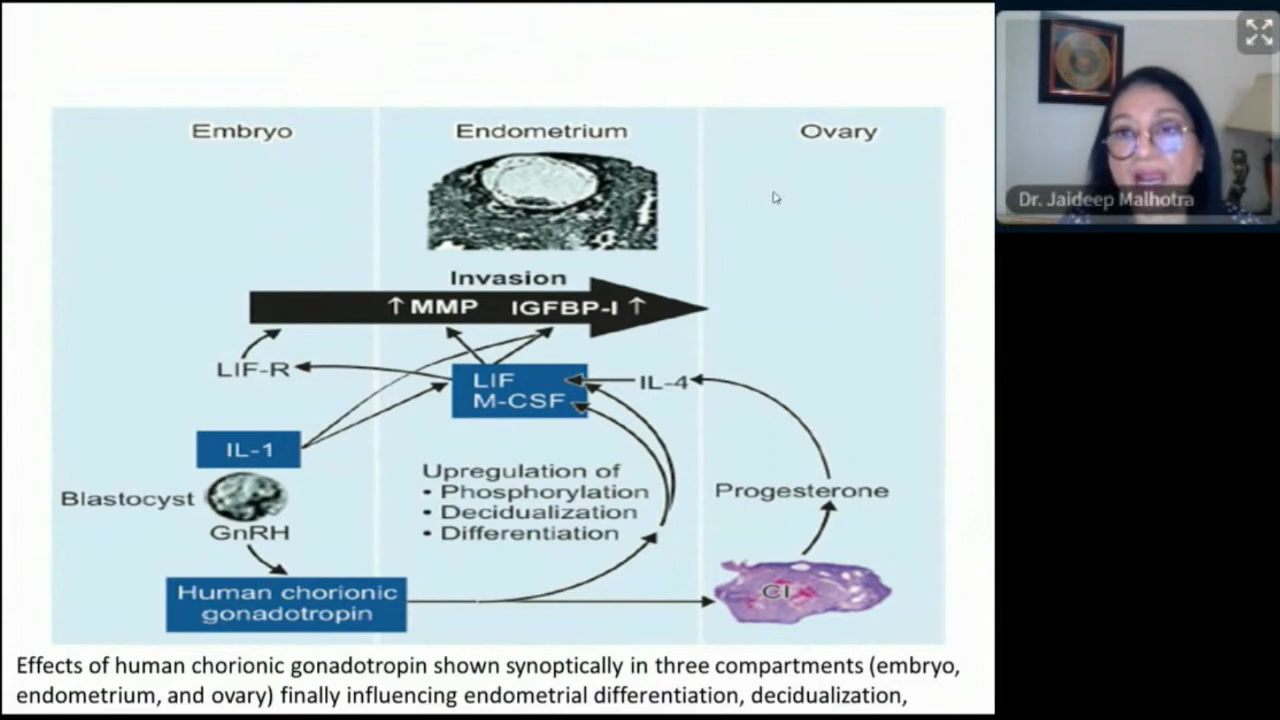 Embryo
Endometrium
Ovary
Invasion
↑ MMP IGFBP-I ↑
LIF-R
LIF
M-CSF
IL-4
IL-1
Blastocyst
GnRH
Upregulation of
• Phosphorylation
• Decidualization
• Differentiation
Progesterone
Human chorionic
gonadotropin
Cl
Effects of human chorionic gonadotropin shown synoptically in three compartments (embryo,
endometrium, and ovary) finally influencing endometrial differentiation, decidualization,
Dr. Jaideep Malhotra